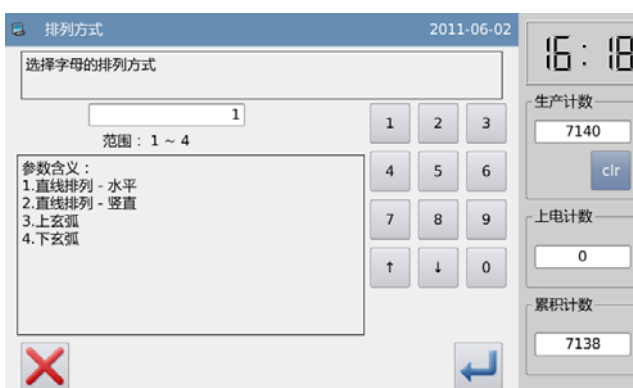 排列方式
2011-06-02
选择字母的排列方式
1
范围： 1 ~ 4
参数含义：
1.直线排列 - 水平
2.直线排列 - 竖直
3.上玄弧
4.下玄弧
1 2 3
4 5 6
7 8 9
↑ ↓ 0
16:18
生产计数
7140
clr
上电计数
0
累积计数
7138